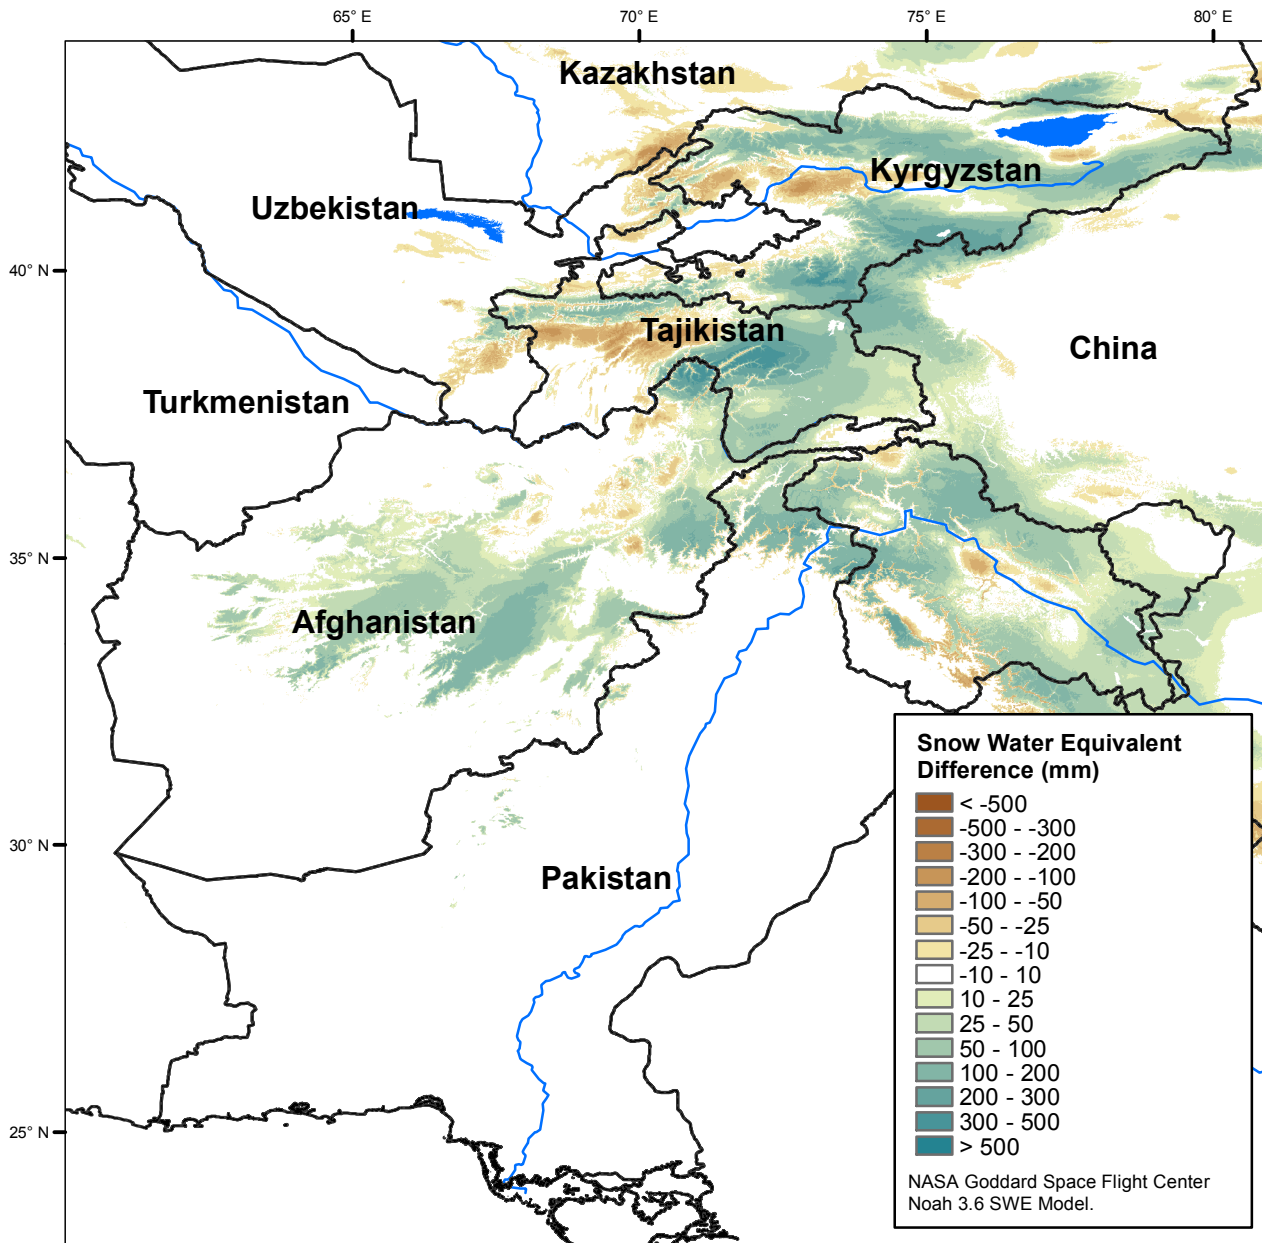 65° E
70° E
75° E
80° E
Kazakhstan
Kyrgyzstan
Uzbekistan
40° N
Tajikistan
China
Turkmenistan
35° N
Afghanistan
30° N
Pakistan
25° N
Snow Water Equivalent
Difference (mm)
< -500
-500 - -300
-300 - -200
-200 - -100
-100 - -50
-50 - -25
-25 - -10
-10 - 10
10 - 25
25 - 50
50 - 100
100 - 200
200 - 300
300 - 500
> 500
NASA Goddard Space Flight Center
Noah 3.6 SWE Model.